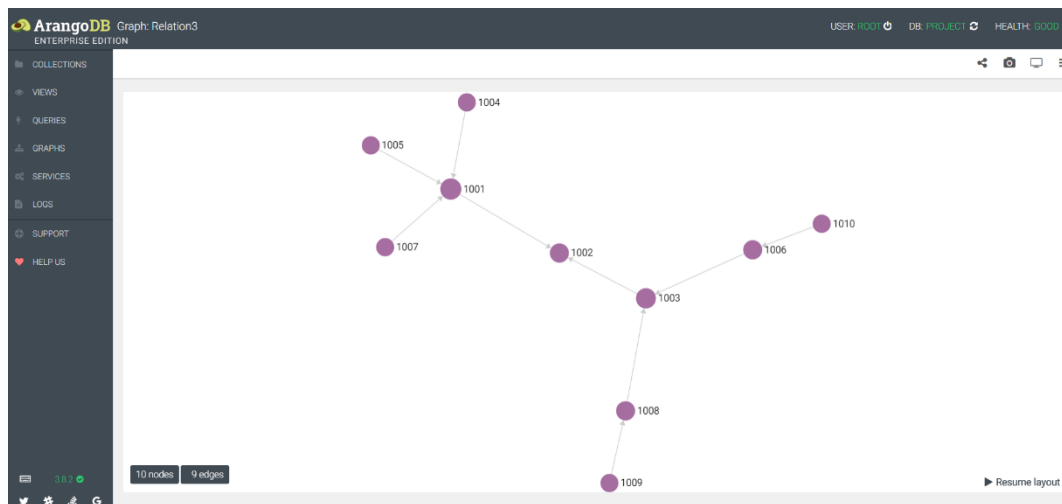 ArangoDB Graph: Relation3
ENTERPRISE EDITION
USER: ROOT DB: PROJECT HEALTH: GOOD
COLLECTIONS
VIEWS
QUERIES
GRAPHS
SERVICES
LOGS
SUPPORT
HELP US
1004
1005
1001
1007
1002
1010
1006
1003
1008
1009
10 nodes 9 edges
3.8.2
Resume layout